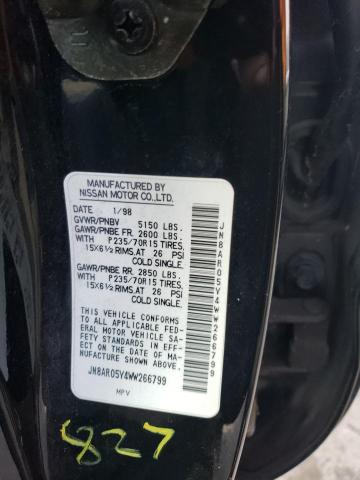 MANUFACTURED BY
NISSAN MOTOR CO.,LTD.
DATE 1/98
GVWR/PNBV 5150 LBS.
GAWR/PNBE FR. 2600 LBS.
WITH P235/70R15 TIRES,
15X6½ RIMS,AT 26 PSI
COLD SINGLE.
GAWR/PNBE RR. 2850 LBS.
WITH P235/70R15 TIRES,
15X6½ RIMS,AT 26 PSI
COLD SINGLE.
THIS VEHICLE CONFORMS
TO ALL APPLICABLE FED-
ERAL MOTOR VEHICLE SA-
FETY STANDARDS IN EFF-
ECT ON THE DATE OF MA-
NUFACTURE SHOWN ABOVE.
JN8AR05Y4WW266799
MPV
JN8AR05Y4WW266799
827